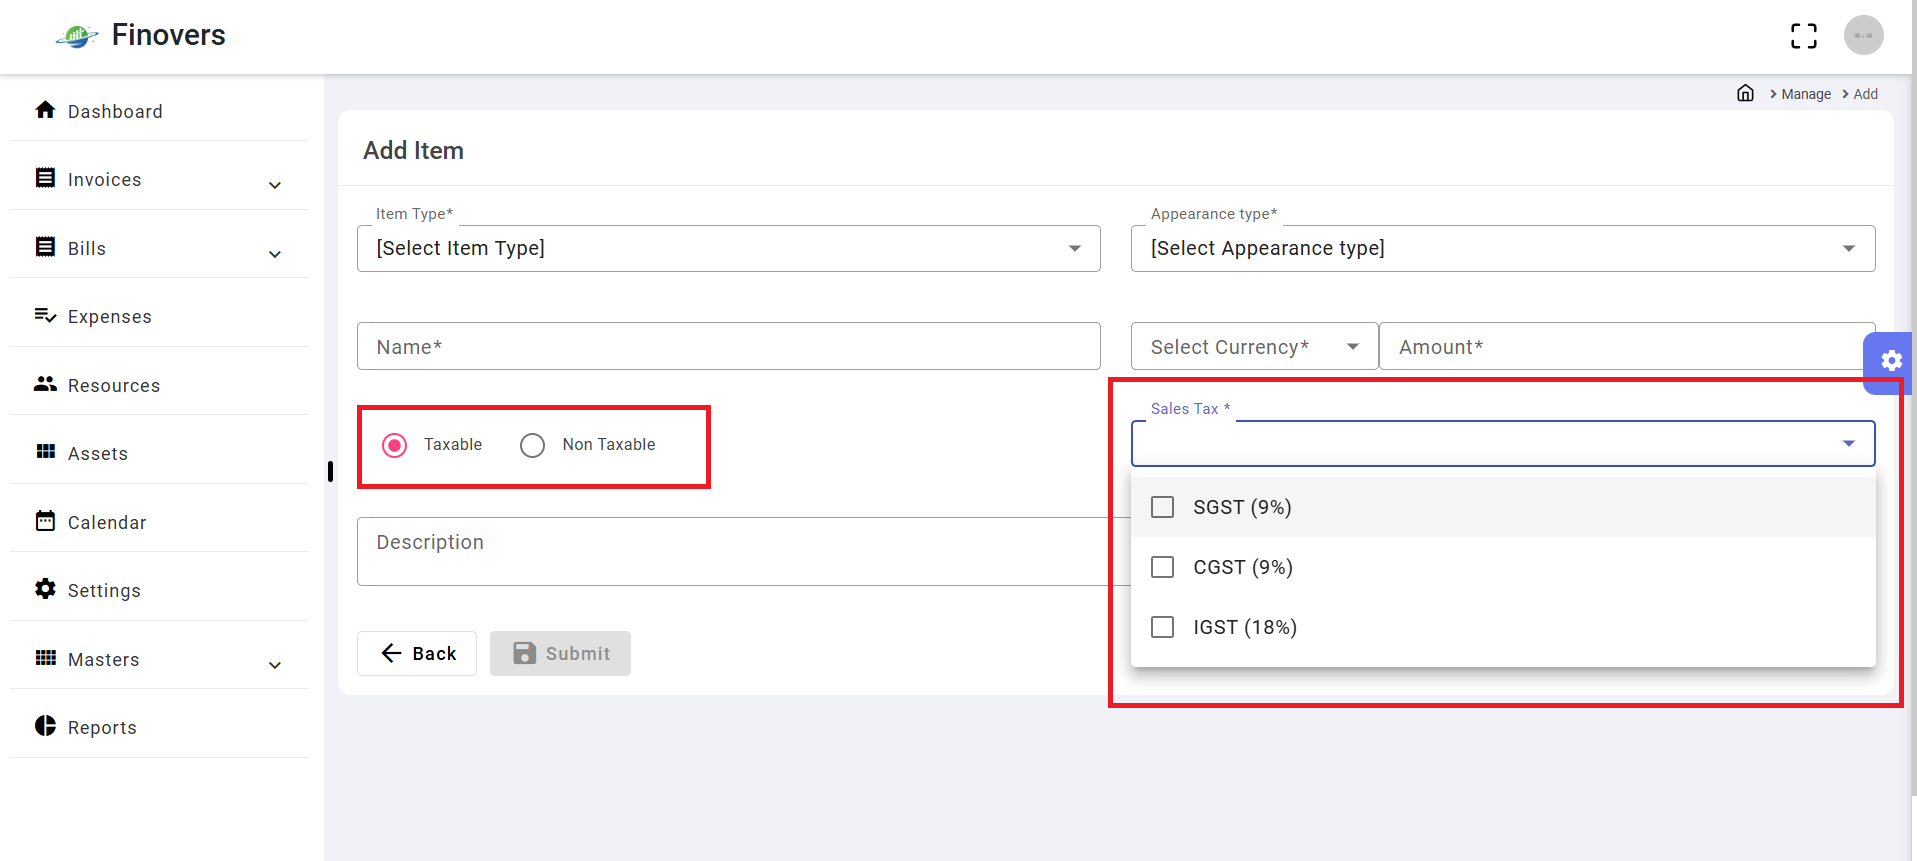 Finovers
Manage
Add
Dashboard
Invoices
Bills
Expenses
Resources
Assets
Calendar
Settings
Masters
Reports
Add Item
Item Type*
[Select Item Type]
Appearance type*
[Select Appearance type]
Name*
Select Currency*
Amount*
Taxable
Non Taxable
Sales Tax *
SGST (9%)
CGST (9%)
IGST (18%)
Description
Back
Submit